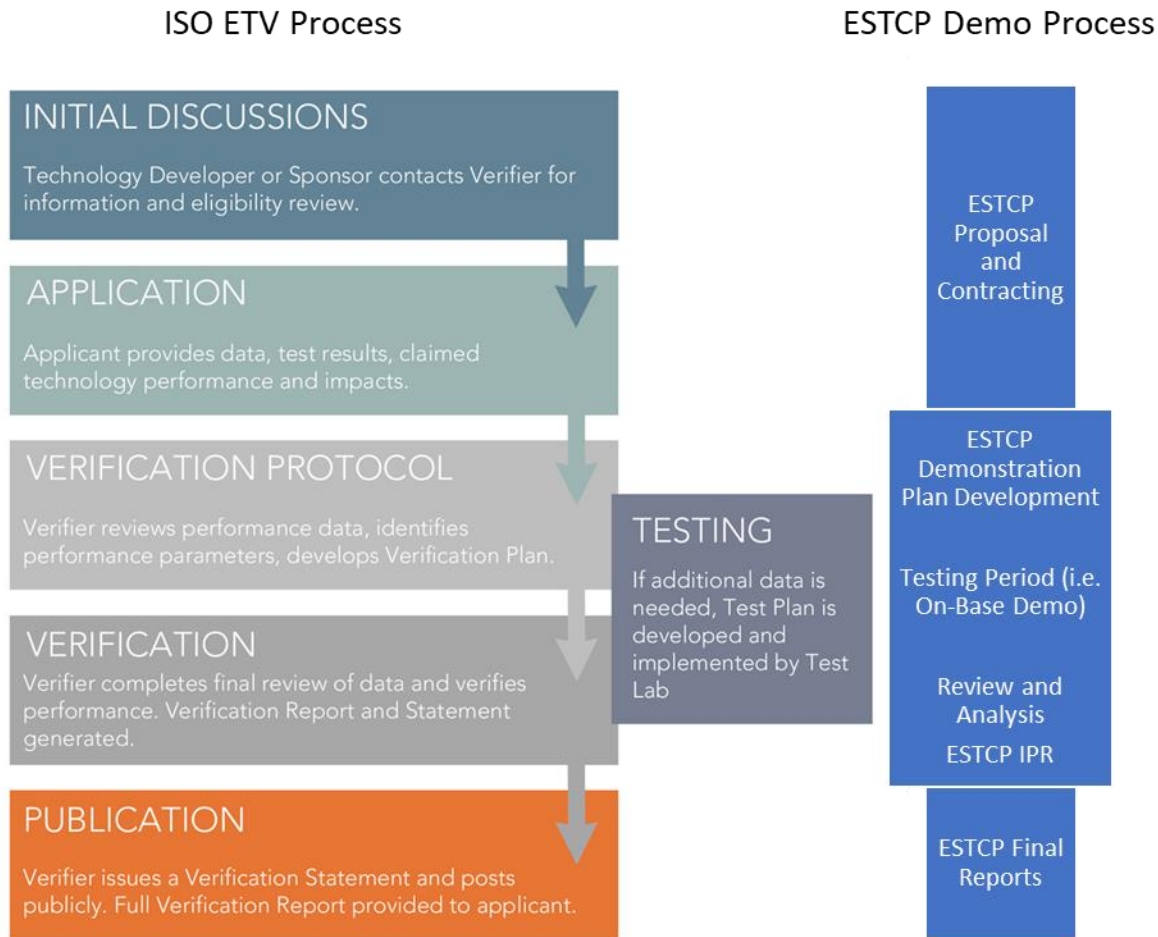 ISO ETV Process
ESTCP Demo Process
INITIAL DISCUSSIONS
Technology Developer or Sponsor contacts Verifier for
information and eligibility review.
APPLICATION
Applicant provides data, test results, claimed
technology performance and impacts.
VERIFICATION PROTOCOL
Verifier reviews performance data, identifies
performance parameters, develops Verification Plan.
VERIFICATION
Verifier completes final review of data and verifies
performance. Verification Report and Statement
generated.
PUBLICATION
Verifier issues a Verification Statement and posts
publicly. Full Verification Report provided to applicant.
TESTING
If additional data is
needed, Test Plan is
developed and
implemented by Test
Lab
ESTCP
Proposal
and
Contracting
ESTCP
Demonstration
Plan Development
Testing Period (i.e.
On-Base Demo)
Review and
Analysis
ESTCP IPR
ESTCP Final
Reports